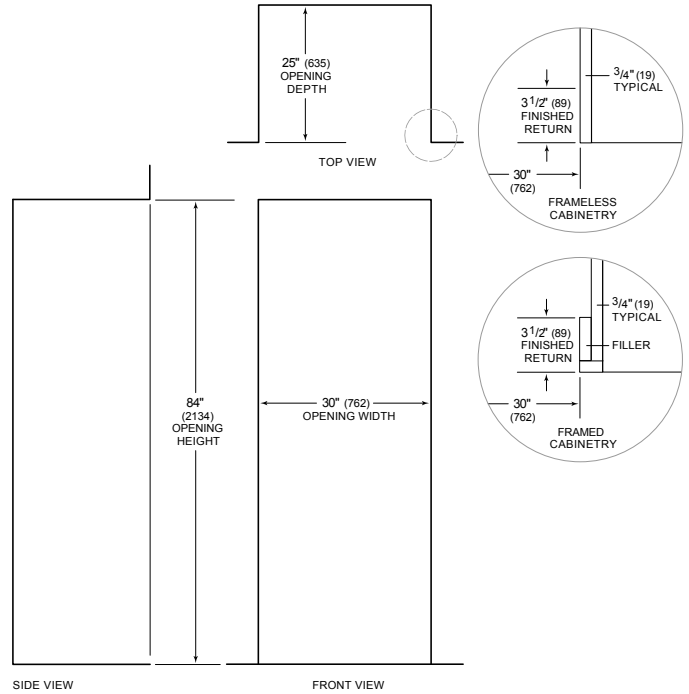 25" (635)
OPENING
DEPTH
TOP VIEW
3/4" (19)
TYPICAL
3 1/2" (89)
FINISHED
RETURN
30"
(762)
FRAMELESS
CABINETRY
3/4" (19)
TYPICAL
3 1/2" (89)
FINISHED
RETURN
FILLER
30"
(762)
FRAMED
CABINETRY
84"
(2134)
OPENING
HEIGHT
30" (762)
OPENING WIDTH
SIDE VIEW
FRONT VIEW